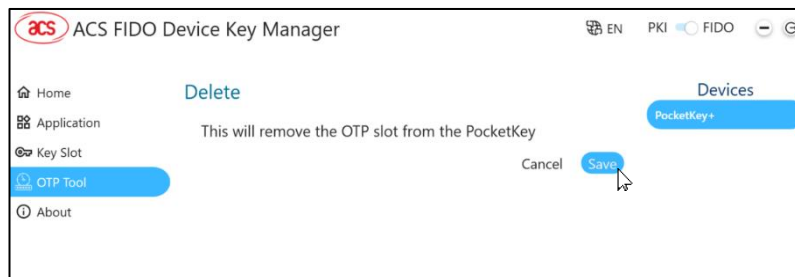 acs ACS FIDO Device Key Manager EN PKI FIDO
Home
Application
Key Slot
OTP Tool
About
Delete
This will remove the OTP slot from the PocketKey
Cancel Save
Devices
PocketKey+